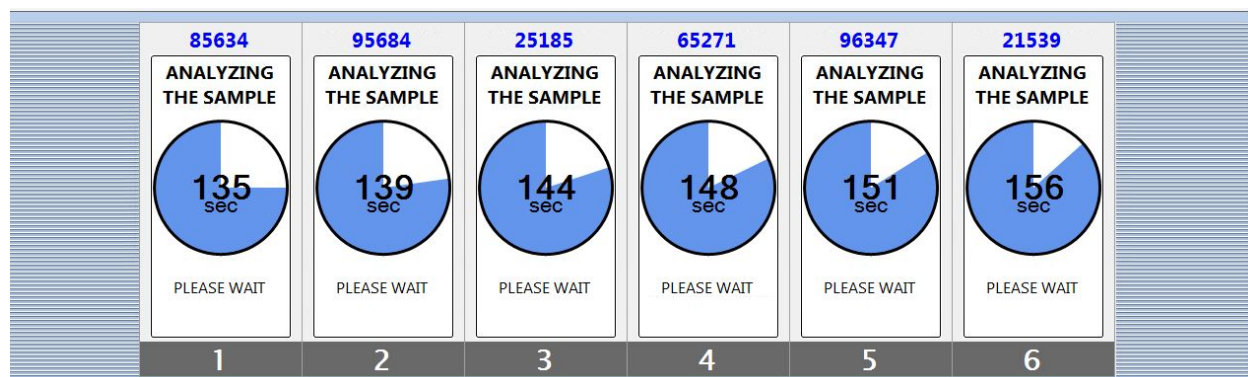 85634 95684 25185 65271 96347 21539
ANALYZING ANALYZING ANALYZING ANALYZING ANALYZING ANALYZING
THE SAMPLE THE SAMPLE THE SAMPLE THE SAMPLE THE SAMPLE THE SAMPLE
135 139 144 148 151 156
sec sec sec sec sec sec
PLEASE WAIT PLEASE WAIT PLEASE WAIT PLEASE WAIT PLEASE WAIT PLEASE WAIT
1 2 3 4 5 6